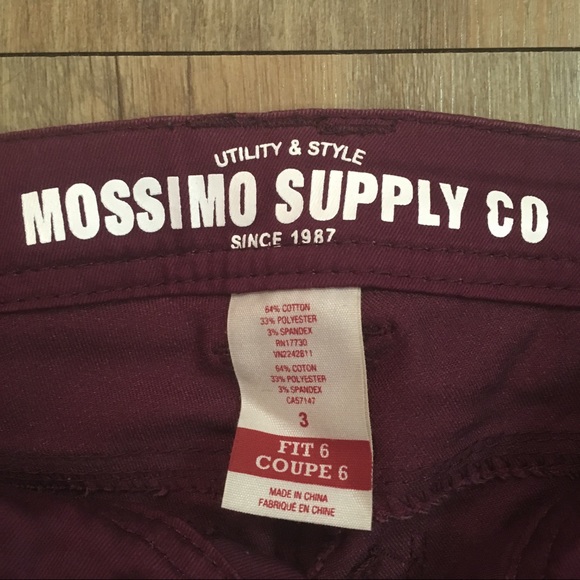 UTILITY & STYLE
MOSSIMO SUPPLY CO
SINCE 1987
64% COTTON
33% POLYESTER
3% SPANDEX
RN17730
VN2242811
64% COTON
33% POLYESTER
3% SPANDEX
CA57147
3
FIT 6
COUPE 6
MADE IN CHINA
FABRIQUÉ EN CHINE